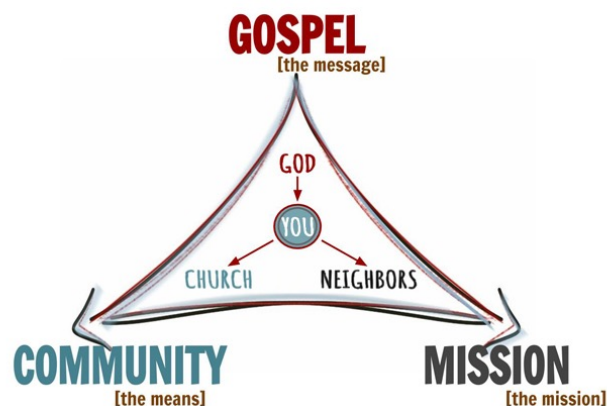 GOSPEL
[the message]
GOD
YOU
CHURCH NEIGHBORS
COMMUNITY MISSION
[the means] [the mission]